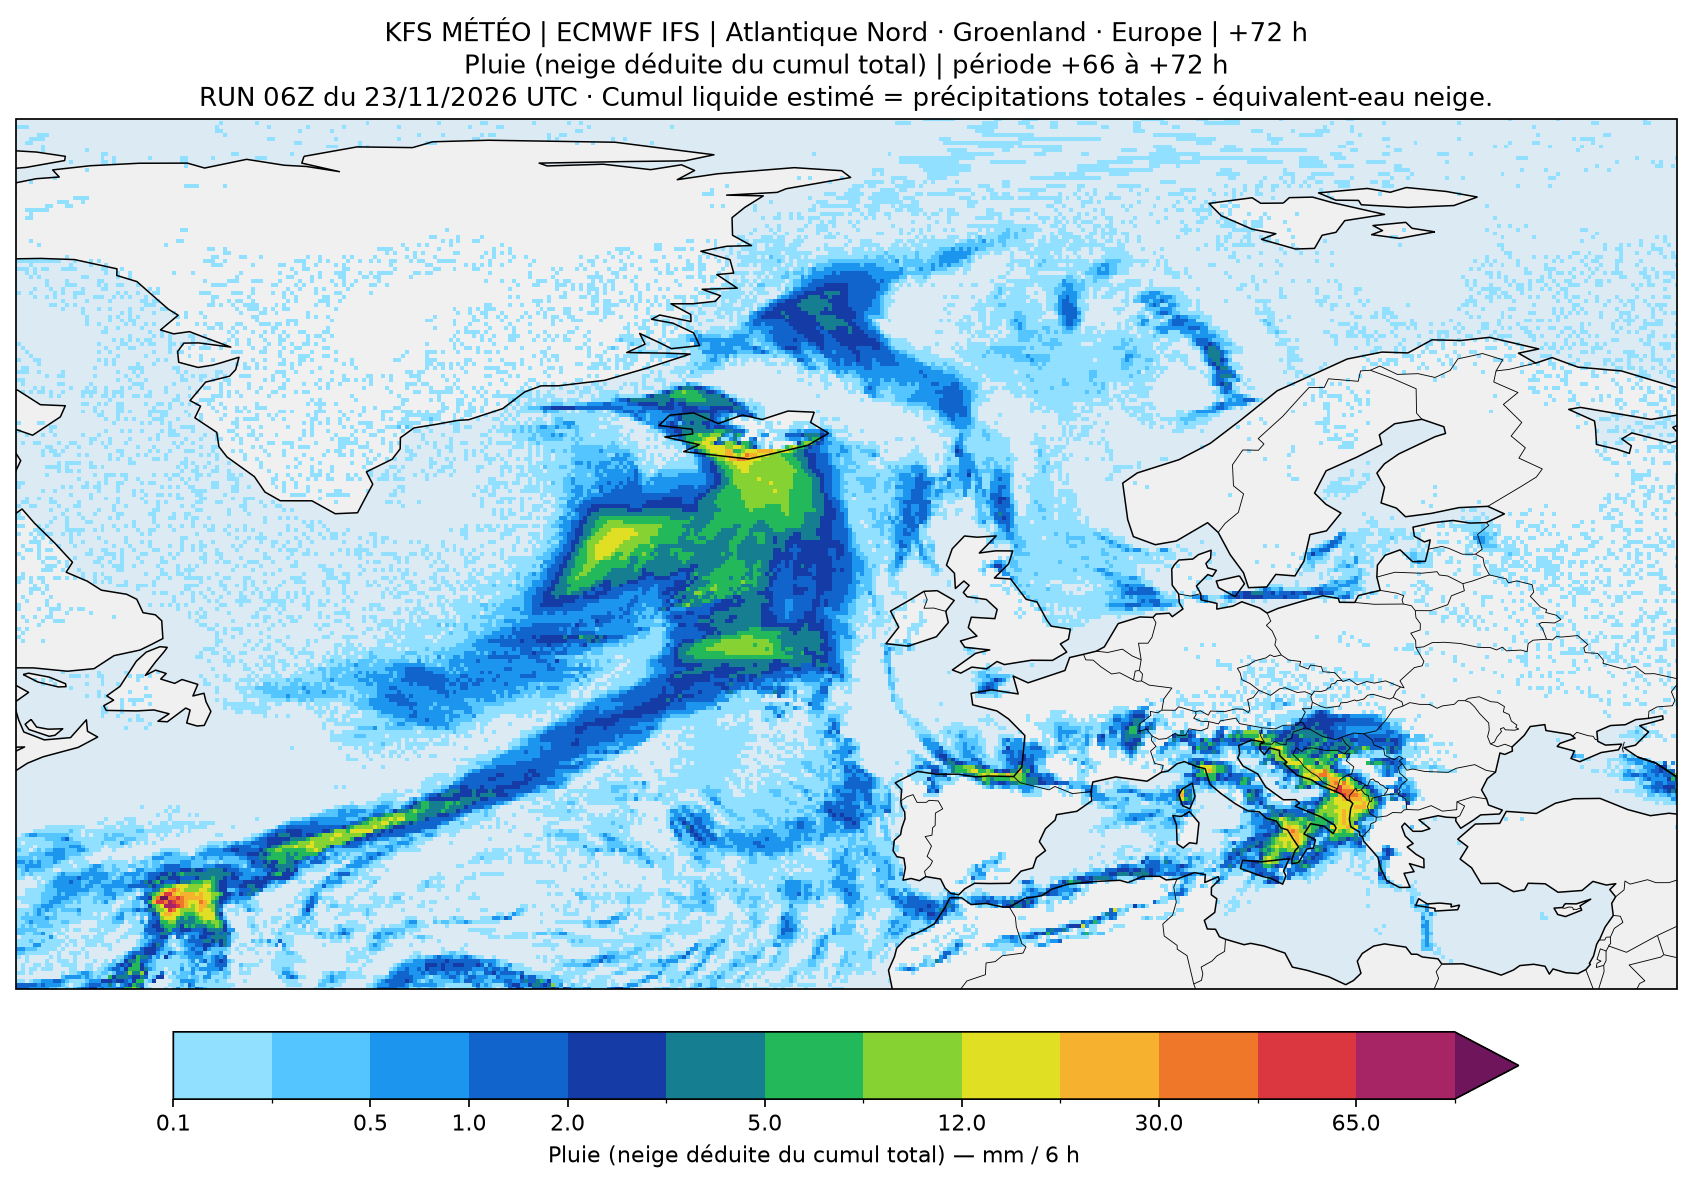 KFS MÉTÉO | ECMWF IFS | Atlantique Nord · Groenland · Europe | +72 h
Pluie (neige déduite du cumul total) | période +66 à +72 h
RUN 06Z du 23/11/2026 UTC · Cumul liquide estimé = précipitations totales - équivalent-eau neige.
0.1 0.5 1.0 2.0 5.0 12.0 30.0 65.0
Pluie (neige déduite du cumul total) — mm / 6 h